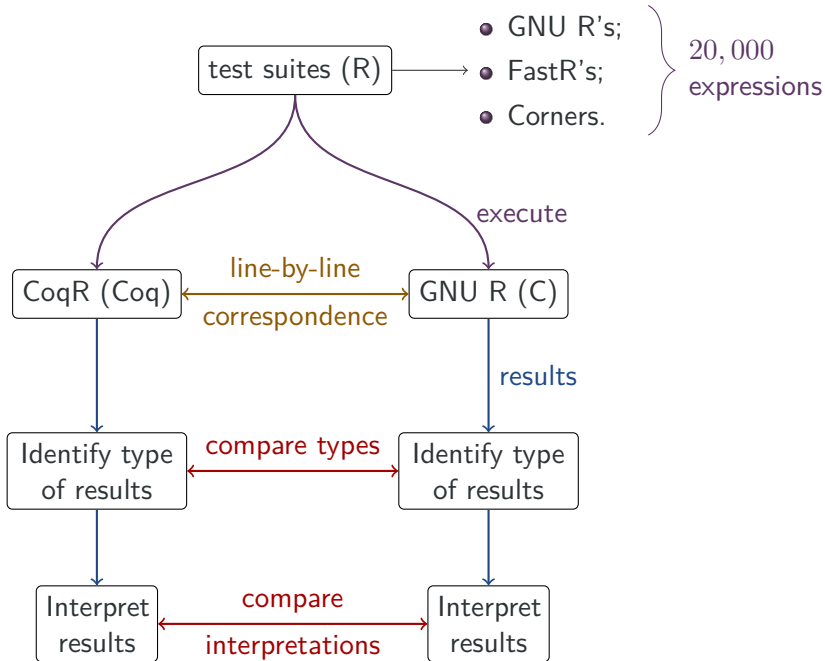 GNU R's;
test suites (R)
FastR's;
Corners.
20,000
expressions
execute
line-by-line
CoqR (Coq)
GNU R (C)
correspondence
results
Identify type
of results
compare types
Identify type
of results
Interpret
results
compare
interpretations
Interpret
results